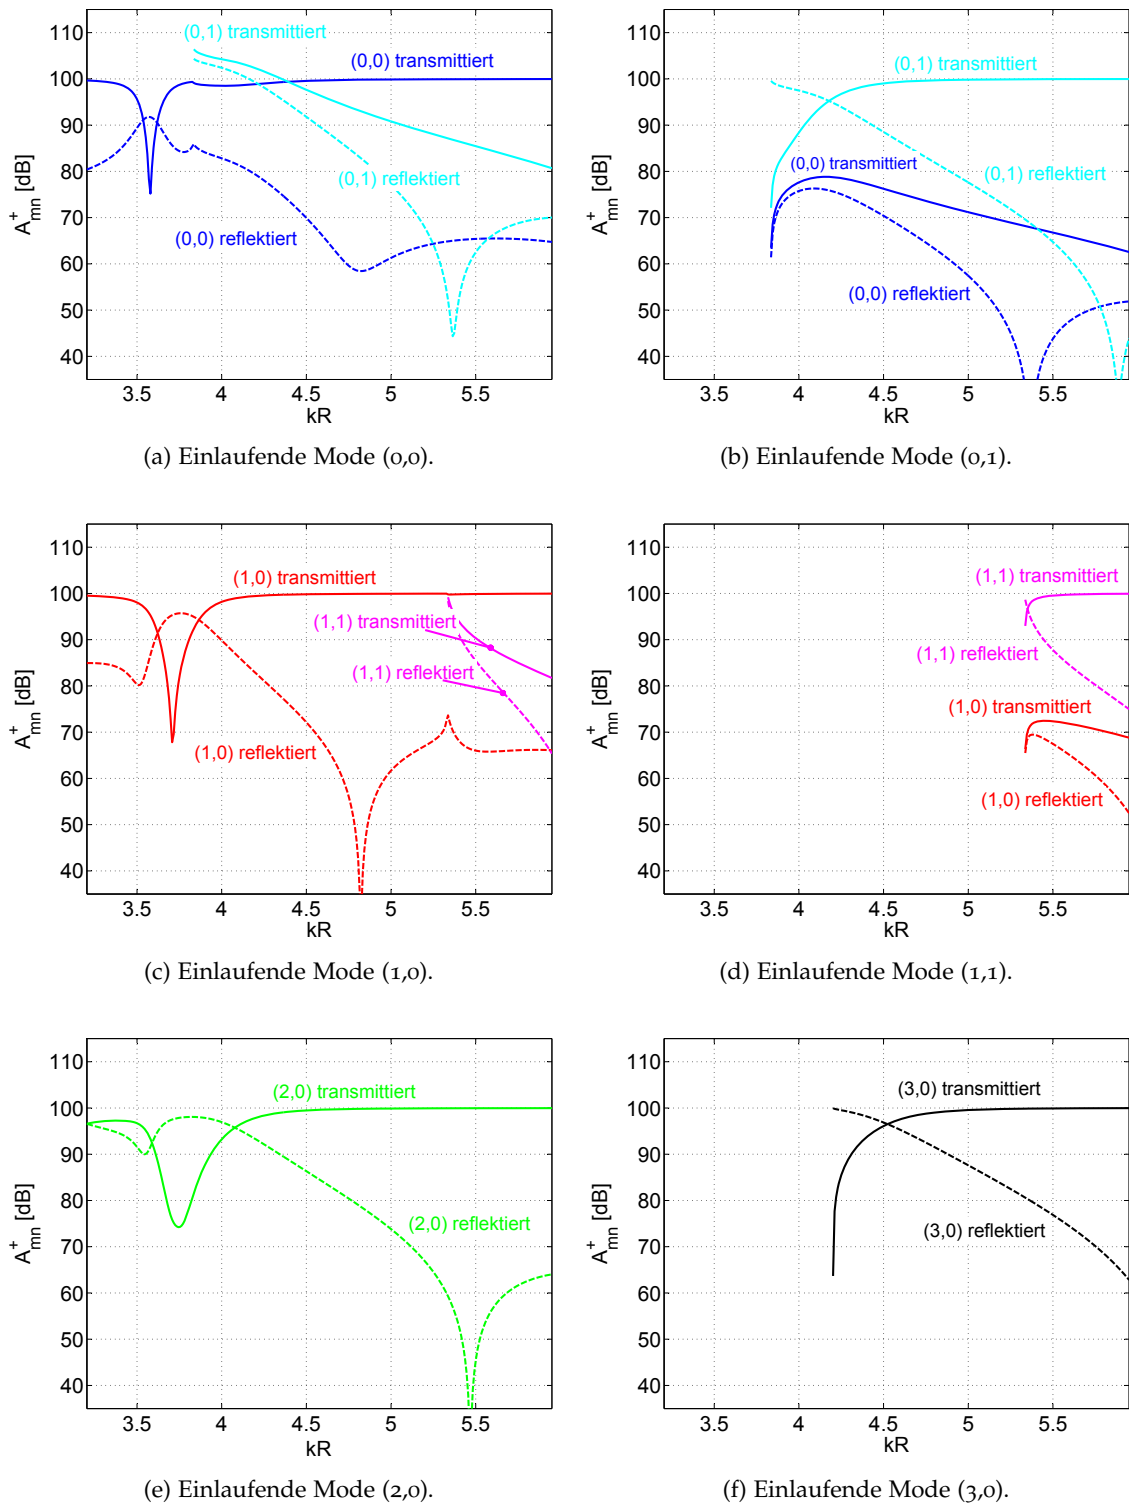 (0,1) transmittiert
(0,0) transmittiert
(0,1) reflektiert
(0,0) reflektiert
110
100
90
80
70
60
50
40
A+mn [dB]
3.5 4 4.5 5 5.5
kR
(a) Einlaufende Mode (0,0).
(0,1) transmittiert
(0,0) transmittiert
(0,1) reflektiert
(0,0) reflektiert
110
100
90
80
70
60
50
40
A+mn [dB]
3.5 4 4.5 5 5.5
kR
(b) Einlaufende Mode (0,1).
(1,0) transmittiert
(1,1) transmittiert
(1,1) reflektiert
(1,0) reflektiert
110
100
90
80
70
60
50
40
A+mn [dB]
3.5 4 4.5 5 5.5
kR
(c) Einlaufende Mode (1,0).
(1,1) transmittiert
(1,1) reflektiert
(1,0) transmittiert
(1,0) reflektiert
110
100
90
80
70
60
50
40
A+mn [dB]
3.5 4 4.5 5 5.5
kR
(d) Einlaufende Mode (1,1).
(2,0) transmittiert
(2,0) reflektiert
110
100
90
80
70
60
50
40
A+mn [dB]
3.5 4 4.5 5 5.5
kR
(e) Einlaufende Mode (2,0).
(3,0) transmittiert
(3,0) reflektiert
110
100
90
80
70
60
50
40
A+mn [dB]
3.5 4 4.5 5 5.5
kR
(f) Einlaufende Mode (3,0).